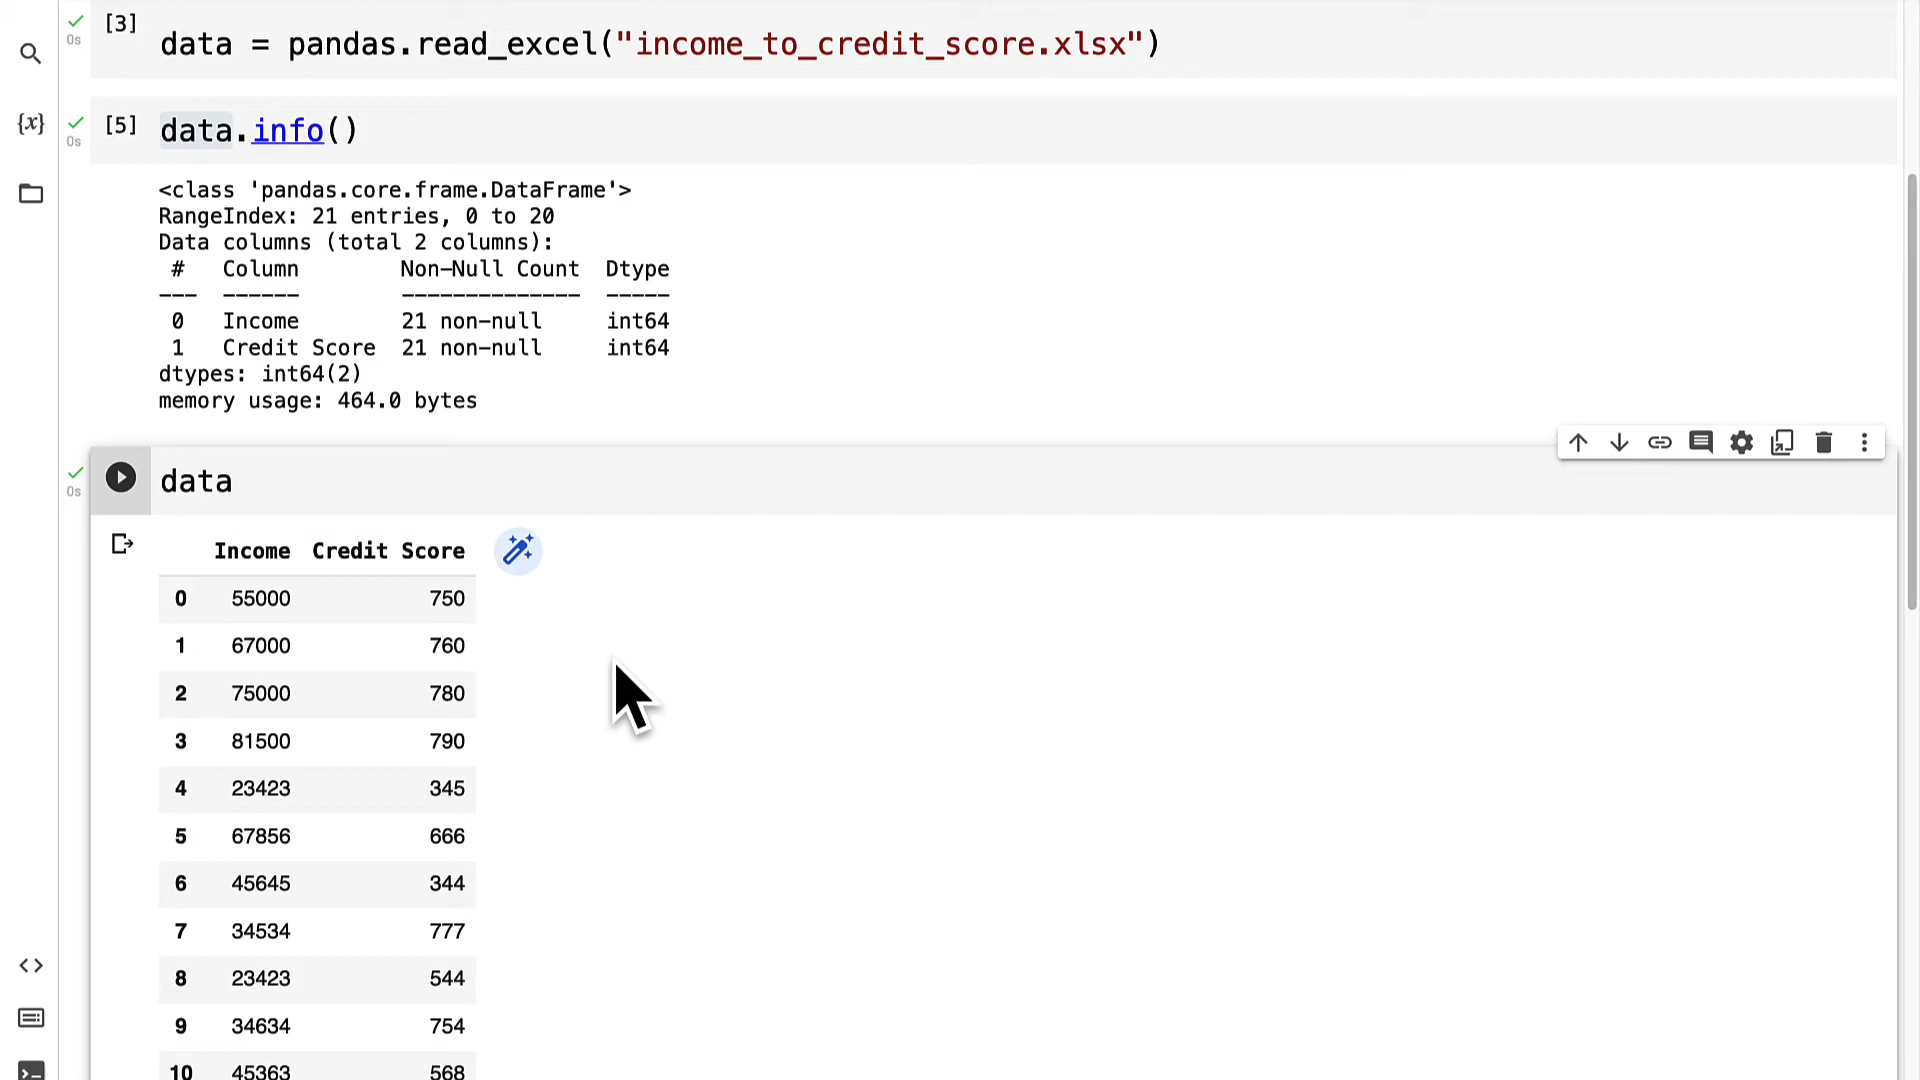 [3]
0s
data = pandas.read_excel("income_to_credit_score.xlsx")
{x}
[5]
0s
data.info()
<class 'pandas.core.frame.DataFrame'>
RangeIndex: 21 entries, 0 to 20
Data columns (total 2 columns):
# Column Non-Null Count Dtype
--- ------ -------------- -----
0 Income 21 non-null int64
1 Credit Score 21 non-null int64
dtypes: int64(2)
memory usage: 464.0 bytes
0s
data
Income Credit Score
0 55000 750
1 67000 760
2 75000 780
3 81500 790
4 23423 345
5 67856 666
6 45645 344
7 34534 777
8 23423 544
9 34634 754
10 45363 568